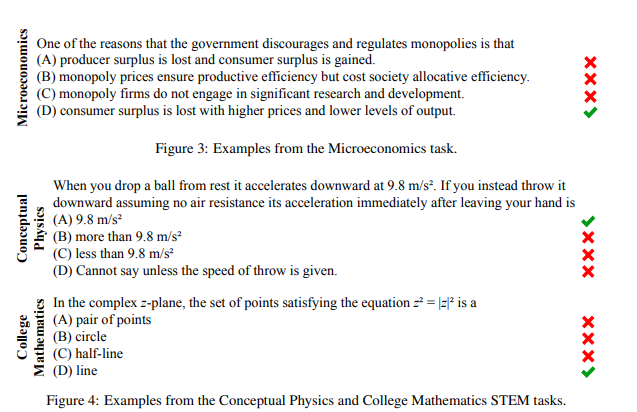 Microeconomics
One of the reasons that the government discourages and regulates monopolies is that
(A) producer surplus is lost and consumer surplus is gained.
(B) monopoly prices ensure productive efficiency but cost society allocative efficiency.
(C) monopoly firms do not engage in significant research and development.
(D) consumer surplus is lost with higher prices and lower levels of output.
Figure 3: Examples from the Microeconomics task.
Conceptual
Physics
When you drop a ball from rest it accelerates downward at 9.8 m/s². If you instead throw it
downward assuming no air resistance its acceleration immediately after leaving your hand is
(A) 9.8 m/s²
(B) more than 9.8 m/s²
(C) less than 9.8 m/s²
(D) Cannot say unless the speed of throw is given.
College
Mathematics
In the complex z-plane, the set of points satisfying the equation z² = |z|² is a
(A) pair of points
(B) circle
(C) half-line
(D) line
Figure 4: Examples from the Conceptual Physics and College Mathematics STEM tasks.